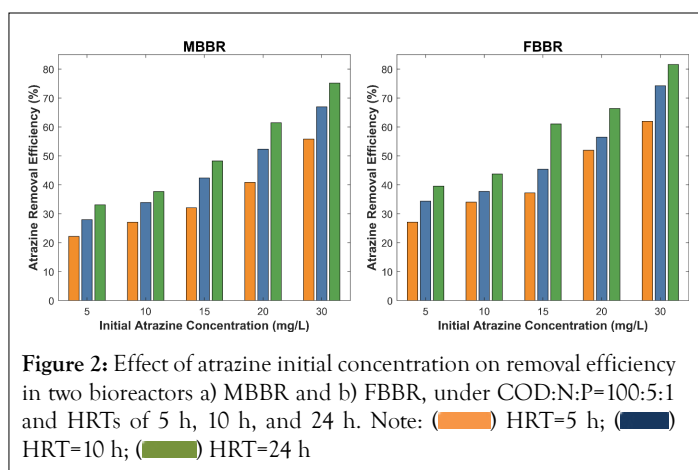 MBBR
80
70
60
50
40
30
20
10
0
Atrazine Removal Efficiency (%)
5 10 15 20 30
Initial Atrazine Concentration (mg/L)
FBBR
80
70
60
50
40
30
20
10
0
Atrazine Removal Efficiency (%)
5 10 15 20 30
Initial Atrazine Concentration (mg/L)
Figure 2: Effect of atrazine initial concentration on removal efficiency
in two bioreactors a) MBBR and b) FBBR, under COD:N:P=100:5:1
and HRTs of 5 h, 10 h, and 24 h. Note: ( ) HRT=5 h; ( )
HRT=10 h; ( ) HRT=24 h